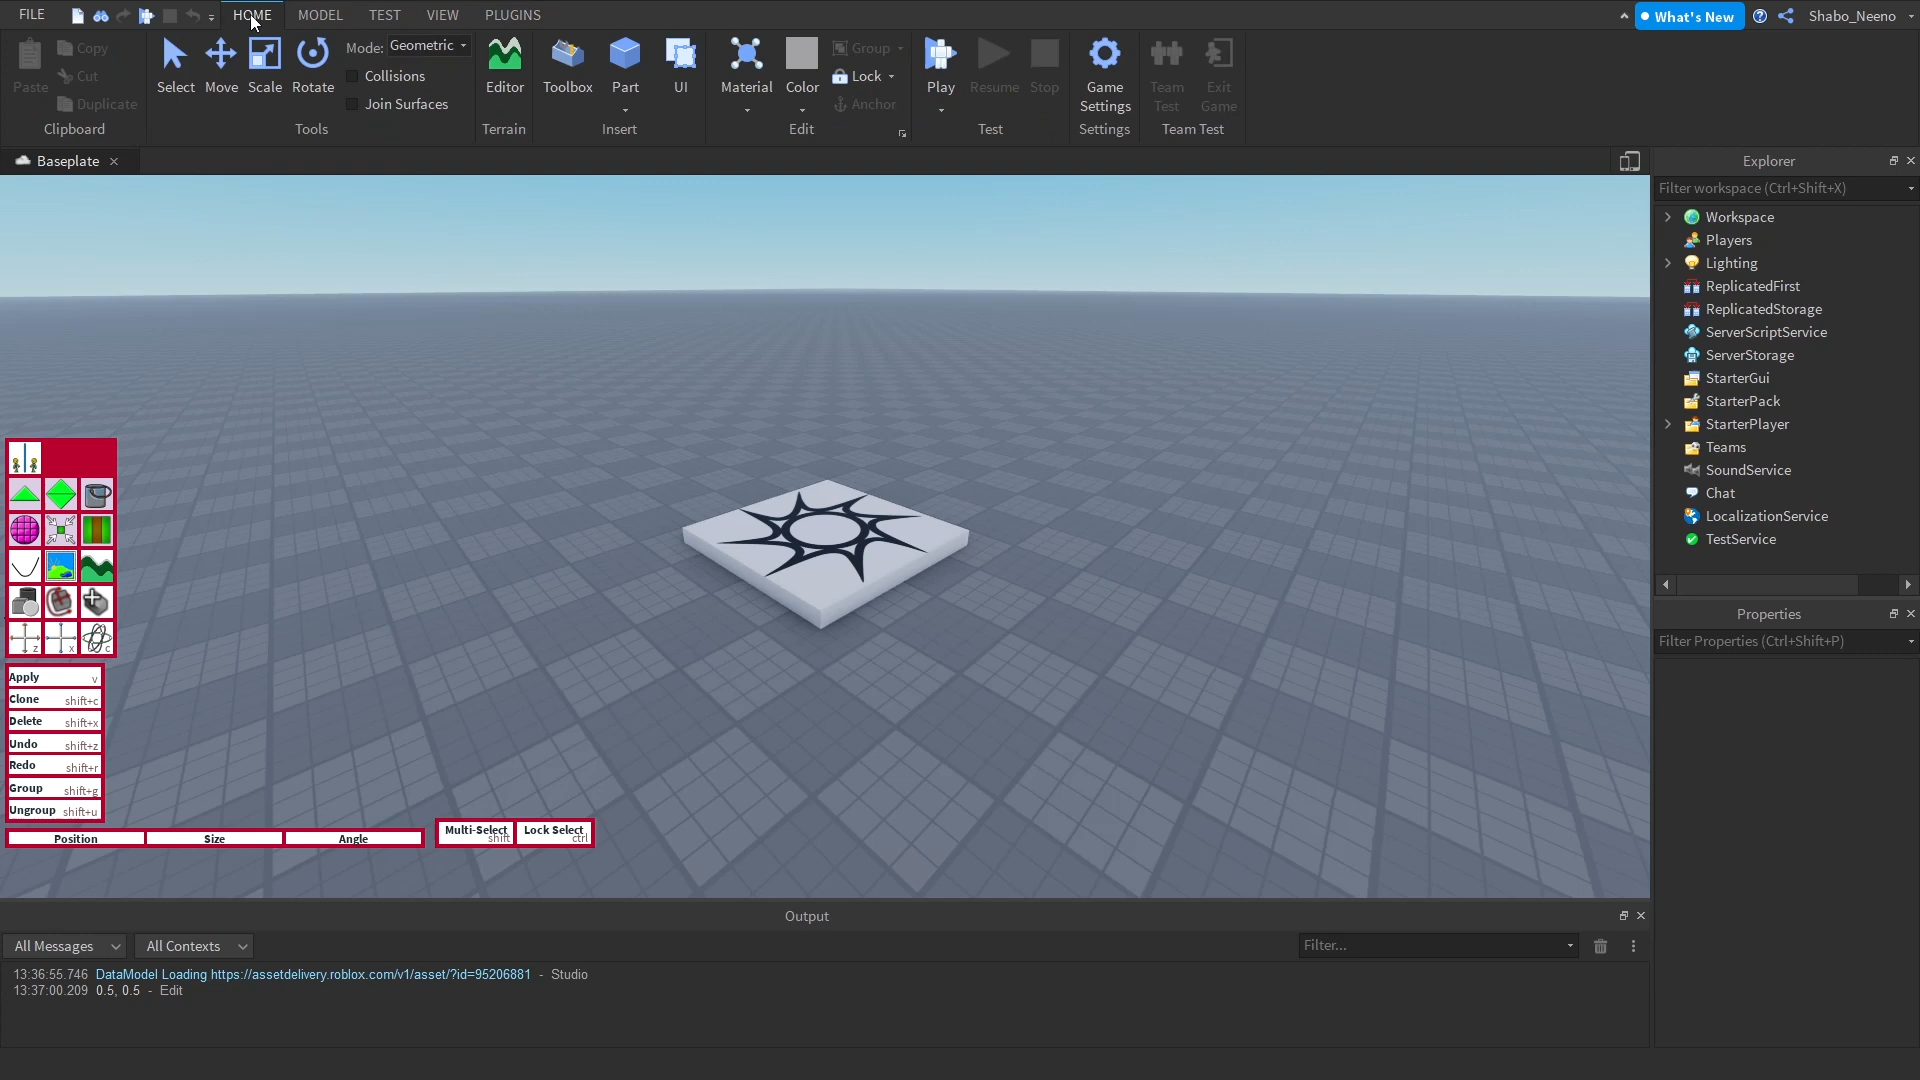 FILE HOME MODEL TEST VIEW PLUGINS What's New Shabo_Neeno
Paste Copy Cut Duplicate
Clipboard
Select Move Scale Rotate
Mode: Geometric
Collisions
Join Surfaces
Tools
Editor
Terrain
Toolbox Part UI
Insert
Material Color Group Lock Anchor
Edit
Play Resume Stop
Test
Game
Settings
Settings
Team
Test
Exit
Game
Team Test
Baseplate
Explorer
Filter workspace (Ctrl+Shift+X)
Workspace
Players
Lighting
ReplicatedFirst
ReplicatedStorage
ServerScriptService
ServerStorage
StarterGui
StarterPack
StarterPlayer
Teams
SoundService
Chat
LocalizationService
TestService
Properties
Filter Properties (Ctrl+Shift+P)
z x c
Apply v
Clone shift+c
Delete shift+x
Undo shift+z
Redo shift+r
Group shift+g
Ungroup shift+u
Position Size Angle
Multi-Select shift
Lock Select ctrl
Output
All Messages All Contexts Filter...
13:36:55.746 DataModel Loading https://assetdelivery.roblox.com/v1/asset/?id=95206881 - Studio
13:37:00.209 0.5, 0.5 - Edit